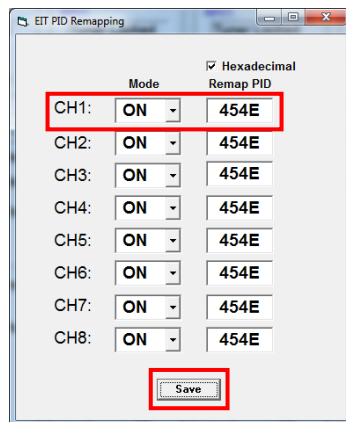 EIT PID Remapping
Hexadecimal
Mode Remap PID
CH1: ON 454E
CH2: ON 454E
CH3: ON 454E
CH4: ON 454E
CH5: ON 454E
CH6: ON 454E
CH7: ON 454E
CH8: ON 454E
Save